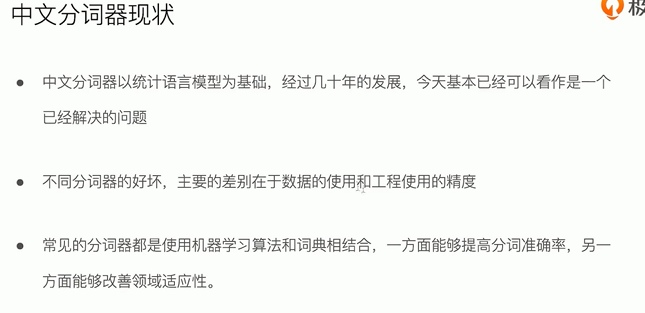 中文分词器现状
● 中文分词器以统计语言模型为基础，经过几十年的发展，今天基本已经可以看作是一个
已经解决的问题
● 不同分词器的好坏，主要的差别在于数据的使用和工程使用的精度
● 常见的分词器都是使用机器学习算法和词典相结合，一方面能够提高分词准确率，另一
方面能够改善领域适应性。